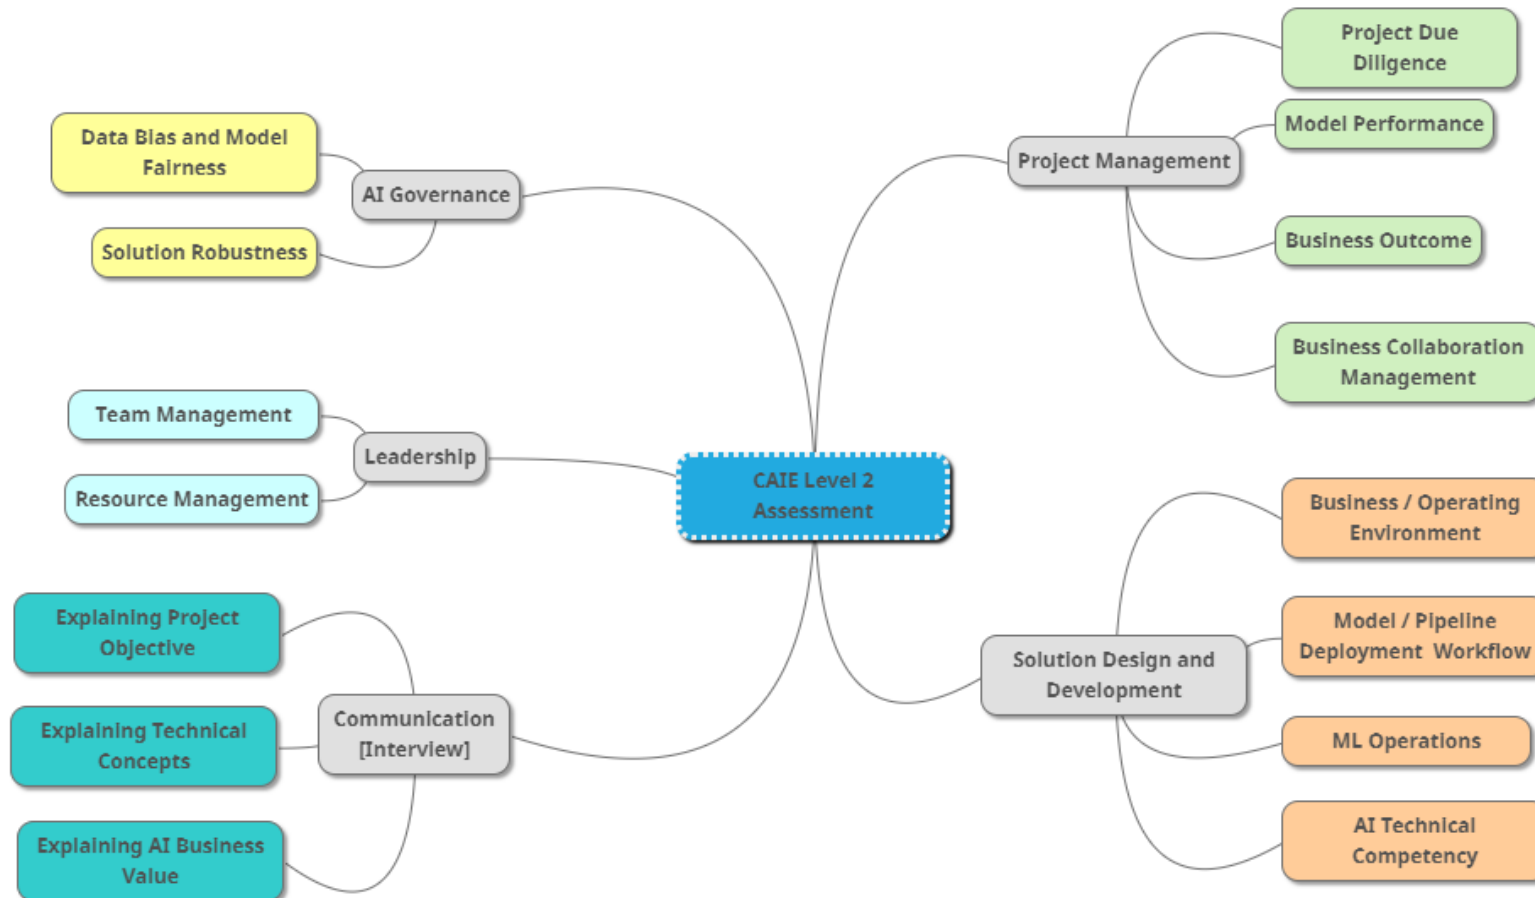 Project Due
Diligence
Model Performance
Project Management
Business Outcome
Business Collaboration
Management
Data Bias and Model
Fairness
AI Governance
Solution Robustness
Team Management
Leadership
Resource Management
CAIE Level 2
Assessment
Business / Operating
Environment
Model / Pipeline
Deployment Workflow
Solution Design and
Development
ML Operations
AI Technical
Competency
Explaining Project
Objective
Communication
[Interview]
Explaining Technical
Concepts
Explaining AI Business
Value